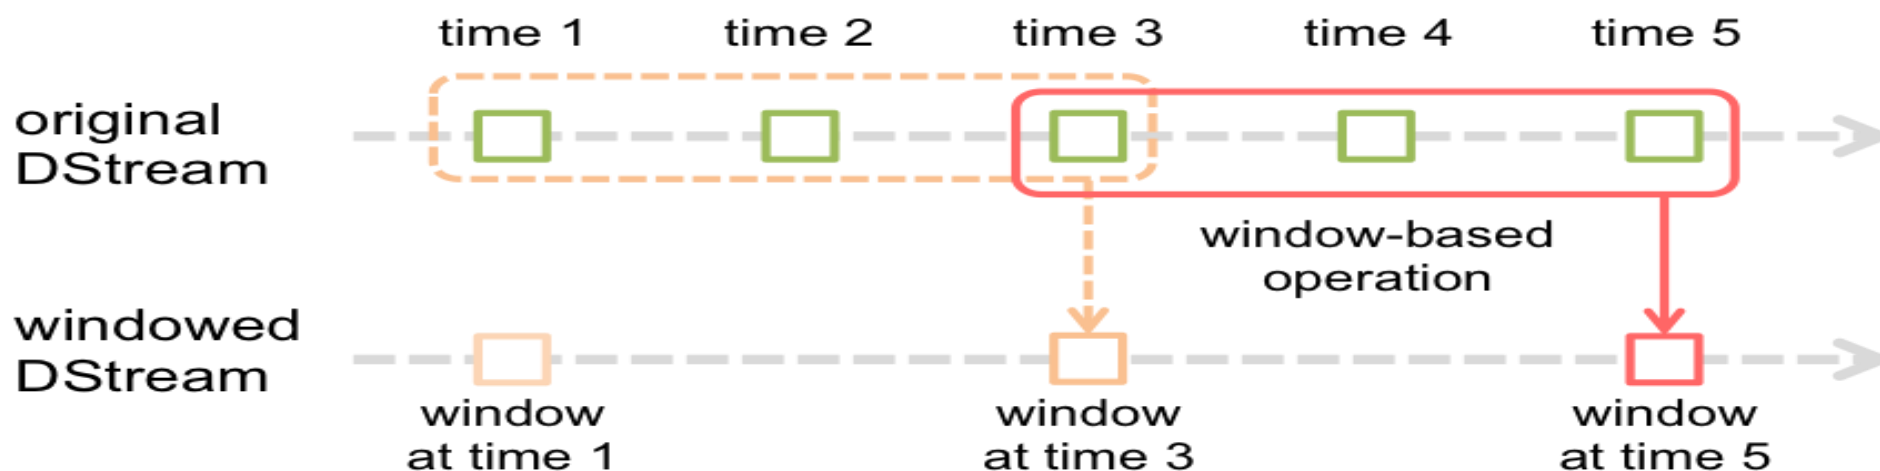 time 1
time 2
time 3
time 4
time 5
original
DStream
window-based
operation
windowed
DStream
window
at time 1
window
at time 3
window
at time 5